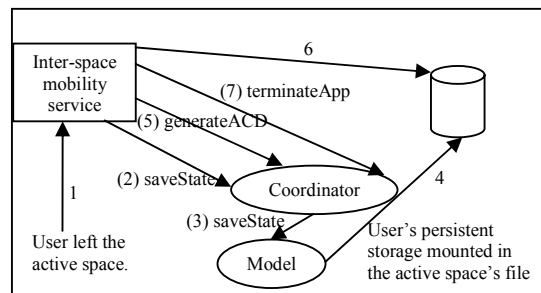 Inter-space
mobility
service
6
(7) terminateApp
(5) generateACD
(2) saveState
Coordinator
4
1
(3) saveState
User left the
active space.
Model
User's persistent
storage mounted in
the active space's file